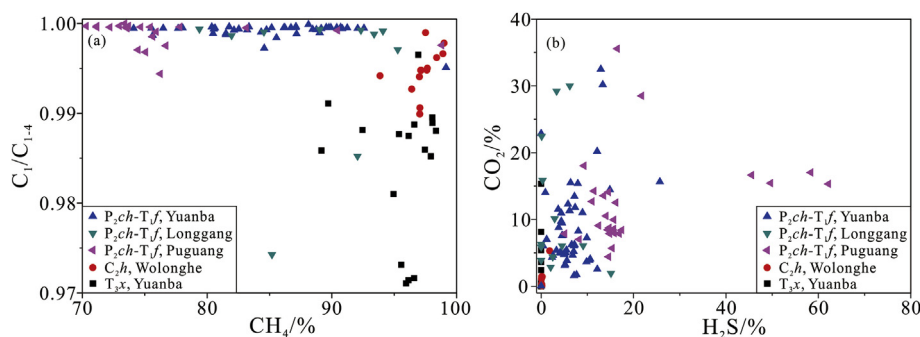 (a)
C1/C1-4
1.00
0.99
0.98
0.97
70
80
90
100
CH4/%
P2ch-T1f, Yuanba
P2ch-T1f, Longgang
P2ch-T1f, Puguang
C2h, Wolonghe
T3x, Yuanba
(b)
CO2/%
40
30
20
10
0
0
20
40
60
80
H2S/%
P2ch-T1f, Yuanba
P2ch-T1f, Longgang
P2ch-T1f, Puguang
C2h, Wolonghe
T3x, Yuanba